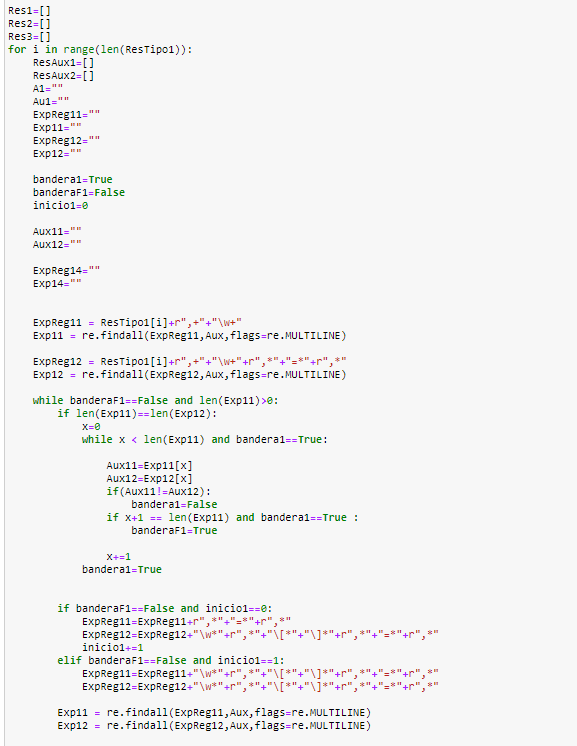 Res1=[]
Res2=[]
Res3=[]
for i in range(len(ResTipo1)):
    ResAux1=[]
    ResAux2=[]
    A1=""
    Au1=""
    ExpReg11=""
    Exp11=""
    ExpReg12=""
    Exp12=""

    bandera1=True
    banderaF1=False
    inicio1=0

    Aux11=""
    Aux12=""

    ExpReg14=""
    Exp14=""


    ExpReg11 = ResTipo1[i]+r",+"+"\w+"
    Exp11 = re.findall(ExpReg11,Aux,flags=re.MULTILINE)

    ExpReg12 = ResTipo1[i]+r",+"+"\w+"+r",*"+"=*"+r",*"
    Exp12 = re.findall(ExpReg12,Aux,flags=re.MULTILINE)

    while banderaF1==False and len(Exp11)>0:
        if len(Exp11)==len(Exp12):
            x=0
            while x < len(Exp11) and bandera1==True:

                Aux11=Exp11[x]
                Aux12=Exp12[x]
                if(Aux11!=Aux12):
                    bandera1=False
                if x+1 == len(Exp11) and bandera1==True :
                    banderaF1=True

                x+=1
            bandera1=True


        if banderaF1==False and inicio1==0:
            ExpReg11=ExpReg11+r",*"+"=*"+r",*"
            ExpReg12=ExpReg12+"\w*"+r",*"+"\[*"+"\]*"+r",*"+"=*"+r",*"
            inicio1+=1
        elif banderaF1==False and inicio1==1:
            ExpReg11=ExpReg11+"\w*"+r",*"+"\[*"+"\]*"+r",*"+"=*"+r",*"
            ExpReg12=ExpReg12+"\w*"+r",*"+"\[*"+"\]*"+r",*"+"=*"+r",*"

        Exp11 = re.findall(ExpReg11,Aux,flags=re.MULTILINE)
        Exp12 = re.findall(ExpReg12,Aux,flags=re.MULTILINE)